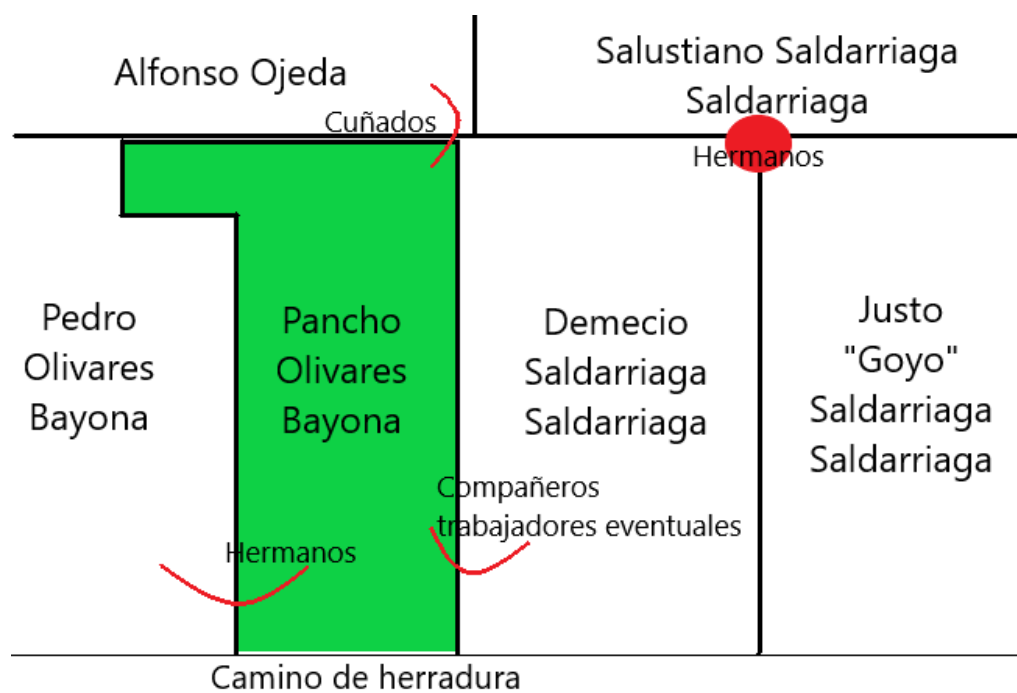 Alfonso Ojeda
Salustiano Saldarriaga
Saldarriaga
Cuñados
Hermanos
Pedro
Olivares
Bayona
Pancho
Olivares
Bayona
Demecio
Saldarriaga
Saldarriaga
Justo
"Goyo"
Saldarriaga
Saldarriaga
Compañeros
trabajadores eventuales
Hermanos
Camino de herradura